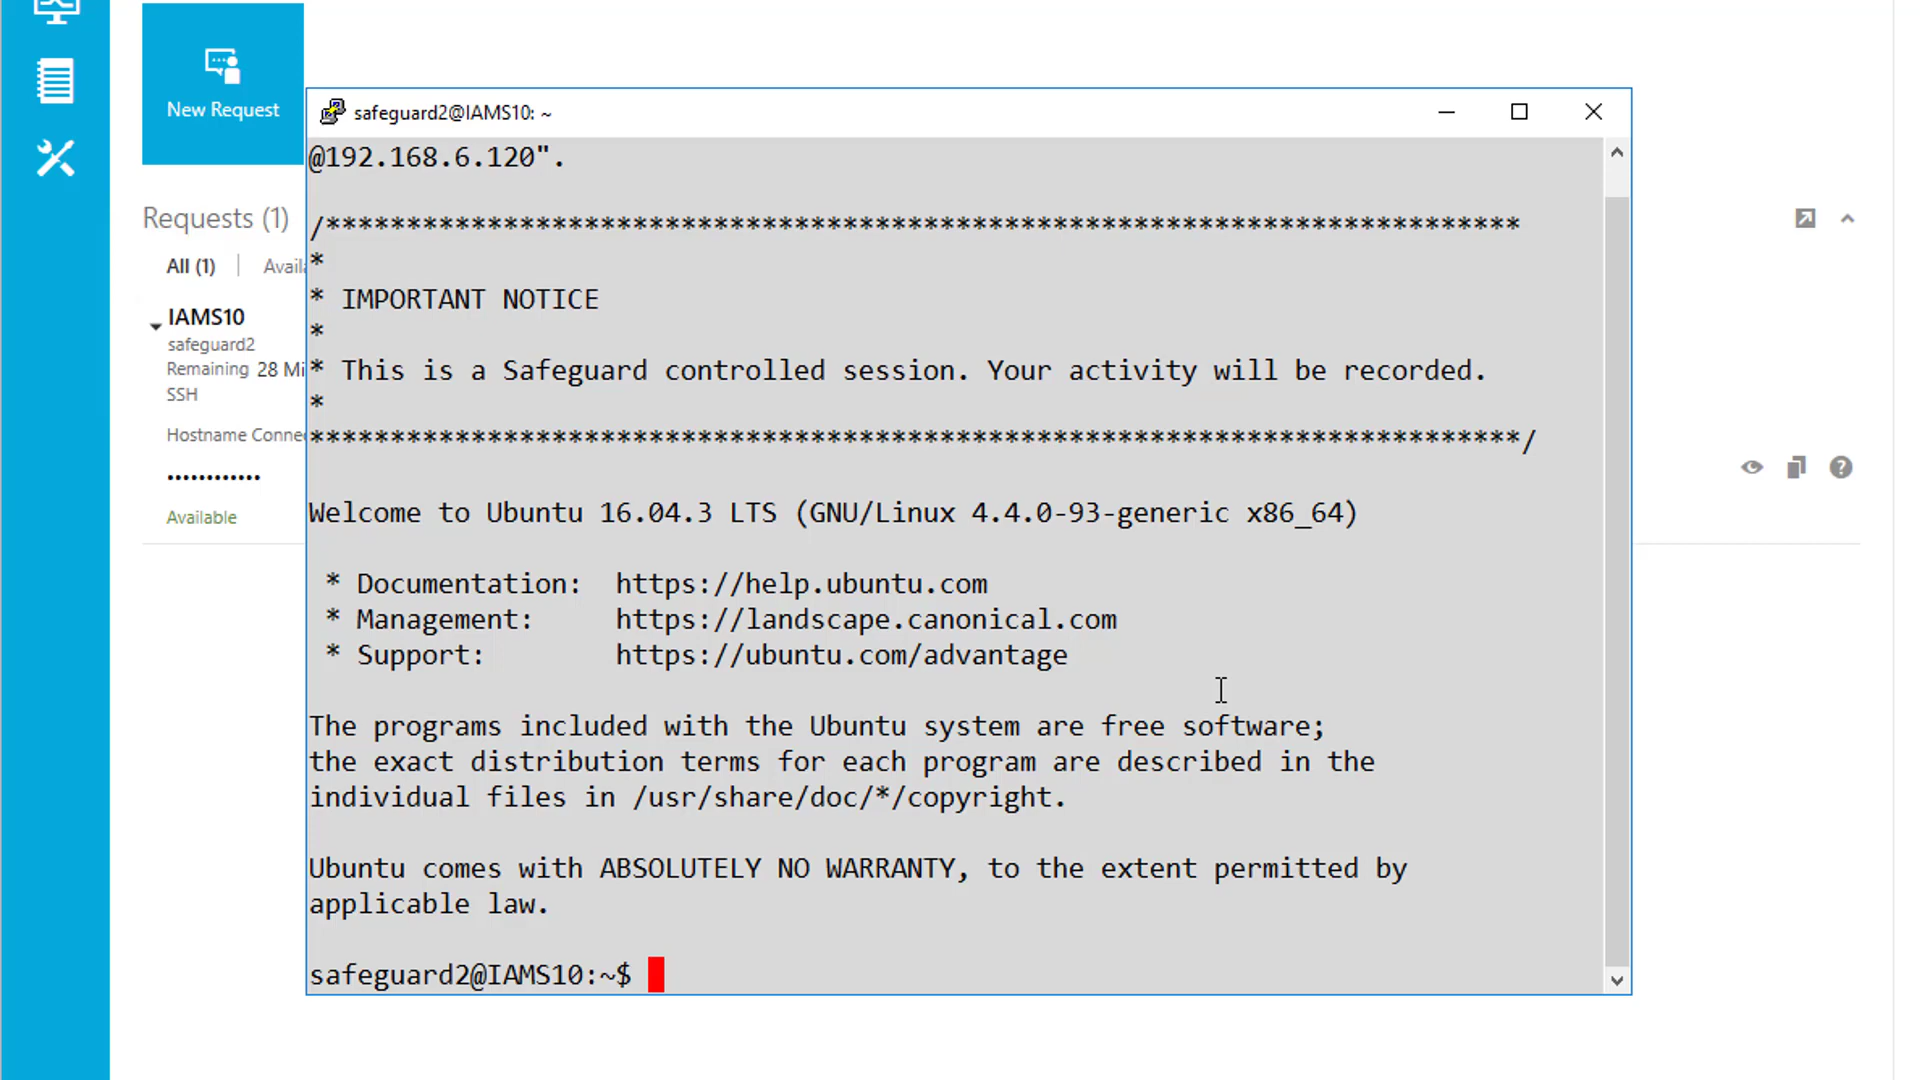 New Request
Requests (1)
All (1)
IAMS10
safeguard2
Remaining 28
SSH
Hostname
••••••••••••
Available
safeguard2@IAMS10: ~
@192.168.6.120".
/**************************************************************************
*
* IMPORTANT NOTICE
*
* This is a Safeguard controlled session. Your activity will be recorded.
*
***************************************************************************/
Welcome to Ubuntu 16.04.3 LTS (GNU/Linux 4.4.0-93-generic x86_64)
* Documentation:  https://help.ubuntu.com
* Management:     https://landscape.canonical.com
* Support:        https://ubuntu.com/advantage
The programs included with the Ubuntu system are free software;
the exact distribution terms for each program are described in the
individual files in /usr/share/doc/*/copyright.
Ubuntu comes with ABSOLUTELY NO WARRANTY, to the extent permitted by
applicable law.
safeguard2@IAMS10:~$